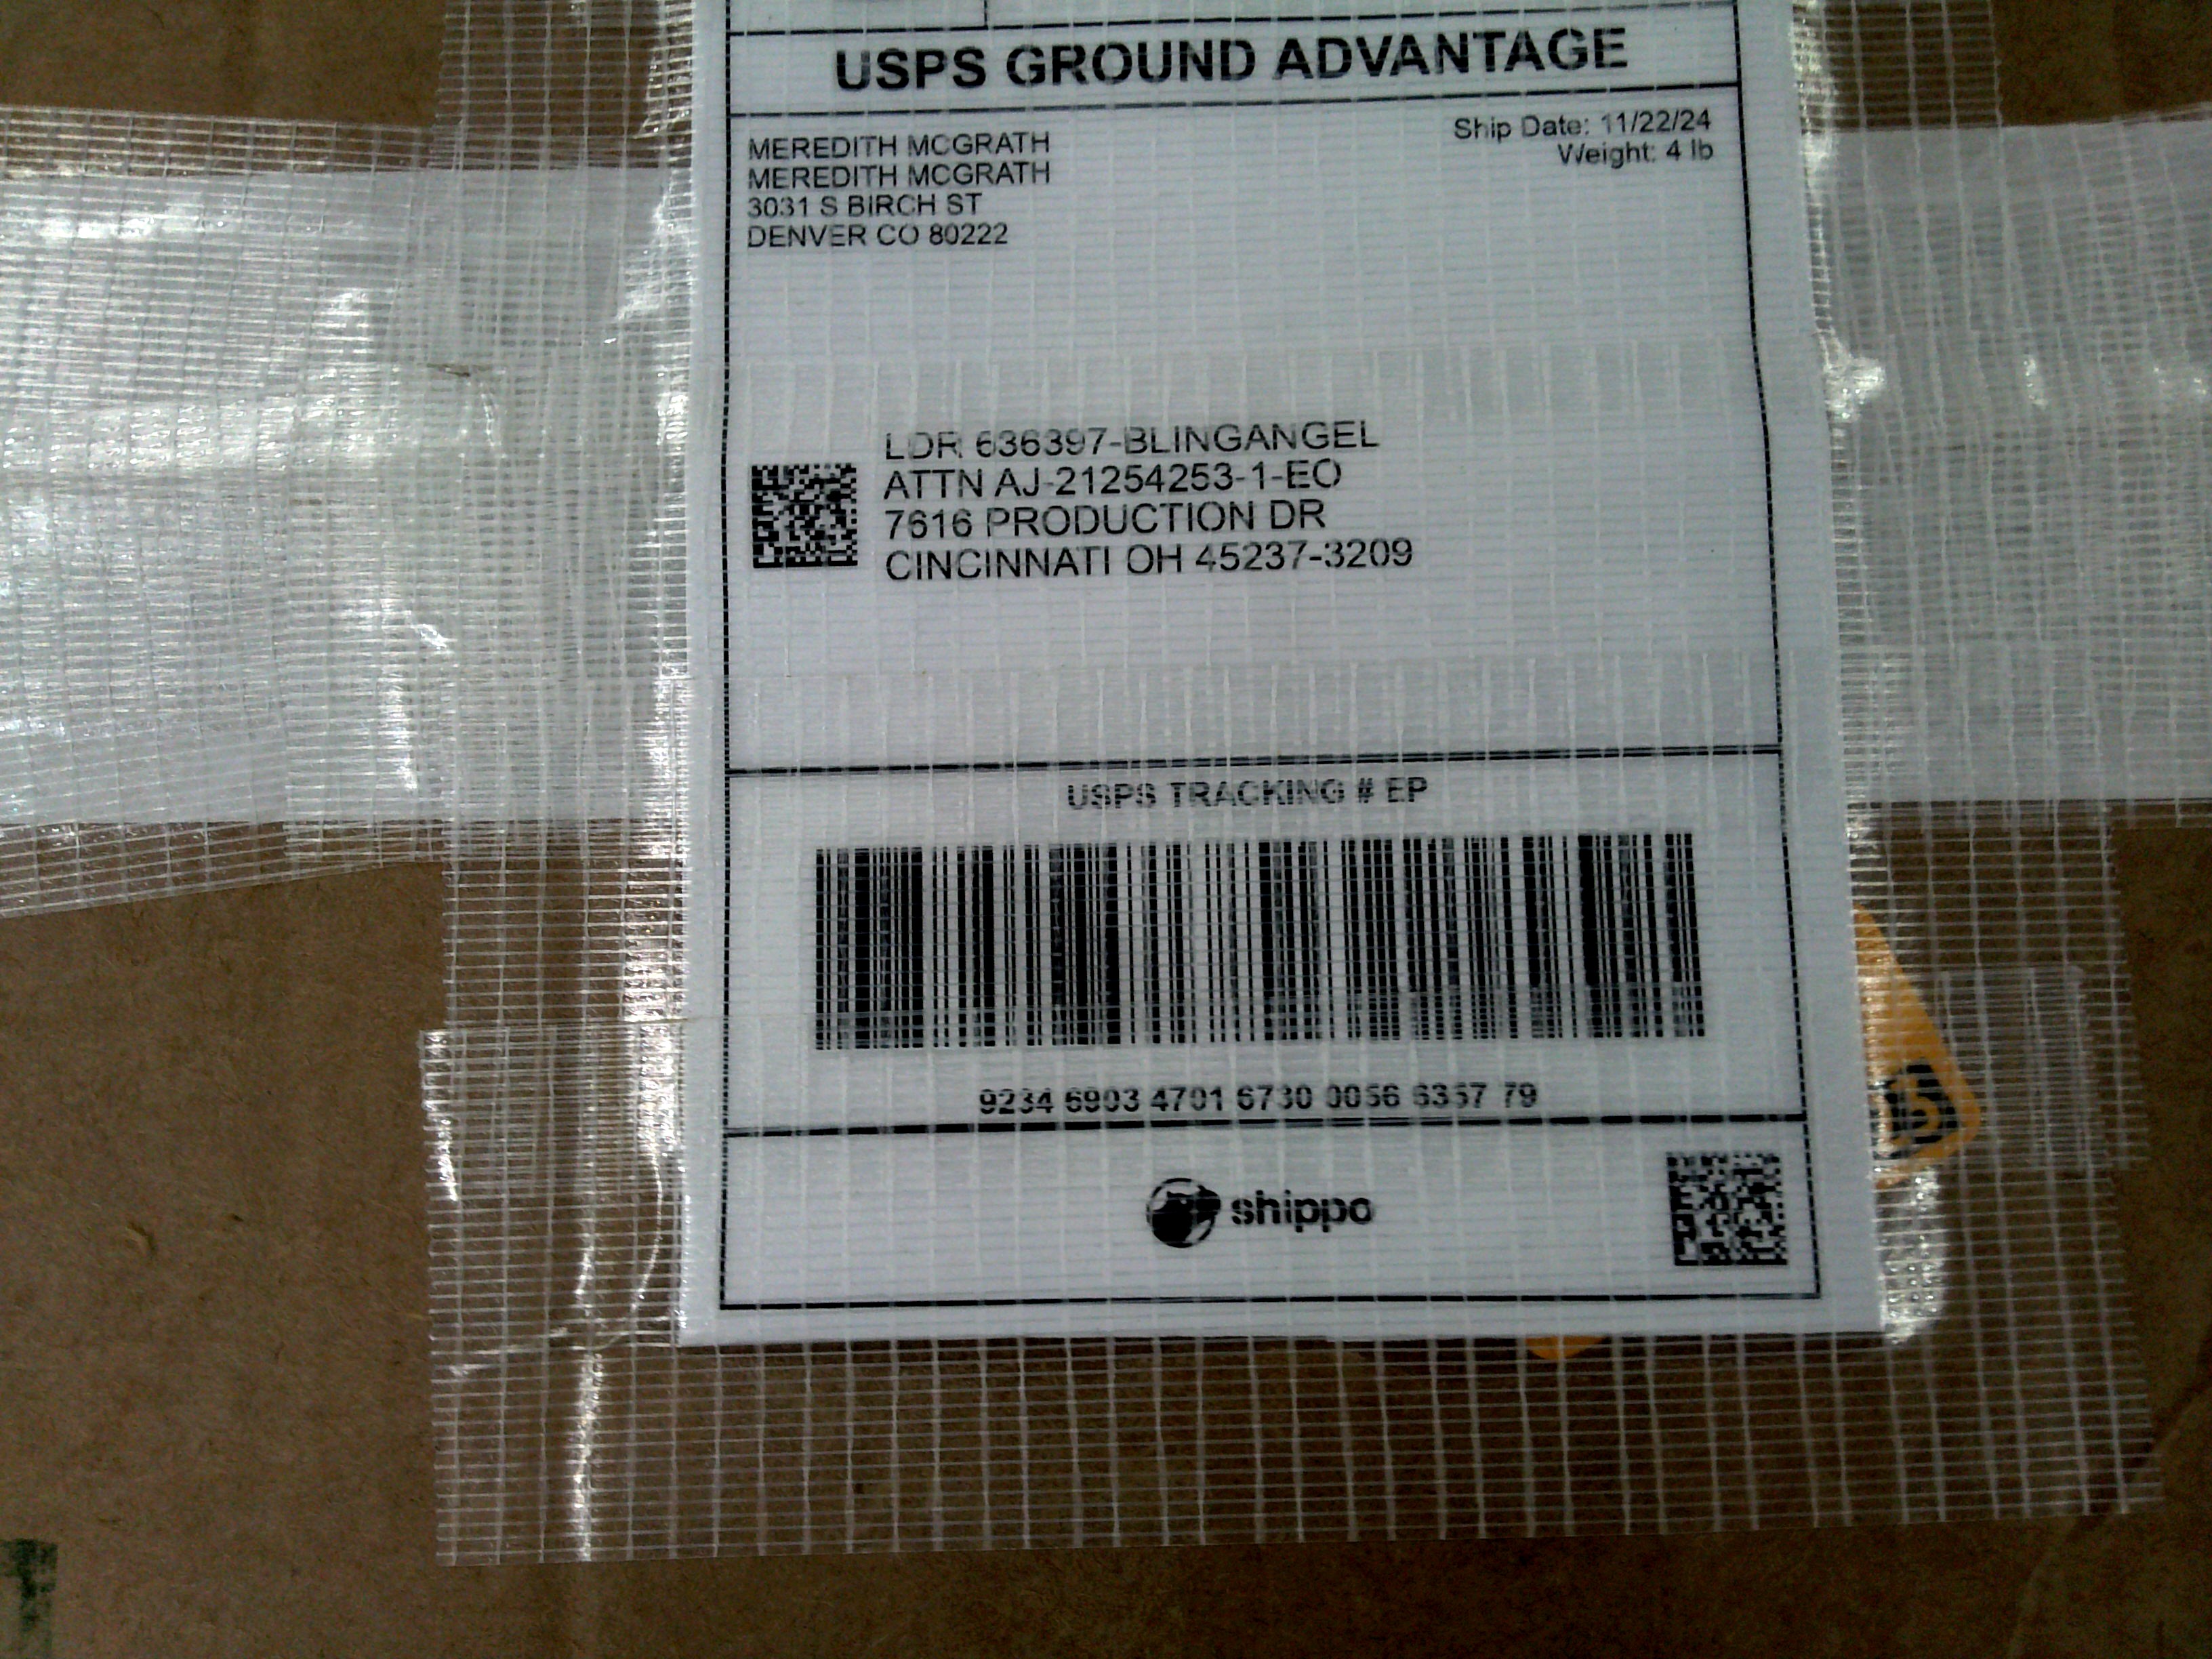 USPS GROUND ADVANTAGE
MEREDITH MCGRATH
MEREDITH MCGRATH
3031 S BIRCH ST
DENVER CO 80222
Ship Date: 11/22/24
Weight: 4 lb
LDR 636397-BLINGANGEL
ATTN AJ-21254253-1-EO
7616 PRODUCTION DR
CINCINNATI OH 45237-3209
USPS TRACKING # EP
9234 6903 4701 6730 0056 6357 79
shippo
15